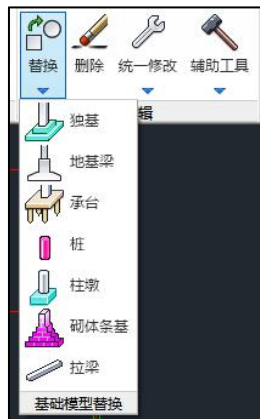 替换 删除 统一修改 辅助工具
辑
独基
地基梁
承台
桩
柱墩
砌体条基
拉梁
基础模型替换